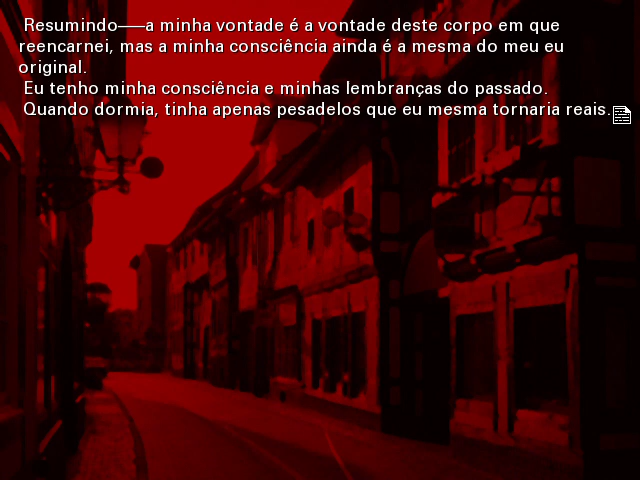 Resumindo───a minha vontade é a vontade deste corpo em que
reencarnei, mas a minha consciência ainda é a mesma do meu eu
original.
Eu tenho minha consciência e minhas lembranças do passado.
Quando dormia, tinha apenas pesadelos que eu mesma tornaria reais.